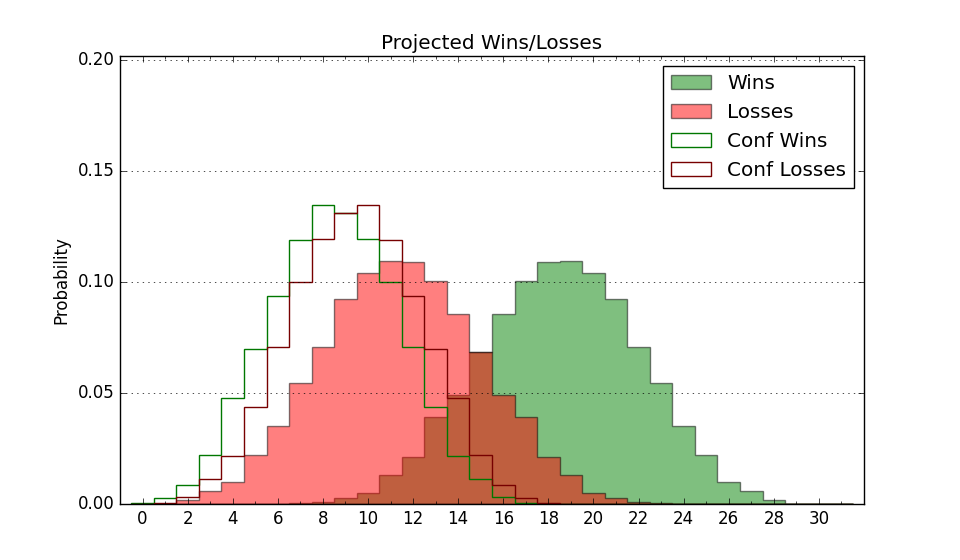 Projected Wins/Losses
0.20
0.15
0.10
0.05
0.00
Probability
Wins
Losses
Conf Wins
Conf Losses
0 2 4 6 8 10 12 14 16 18 20 22 24 26 28 30